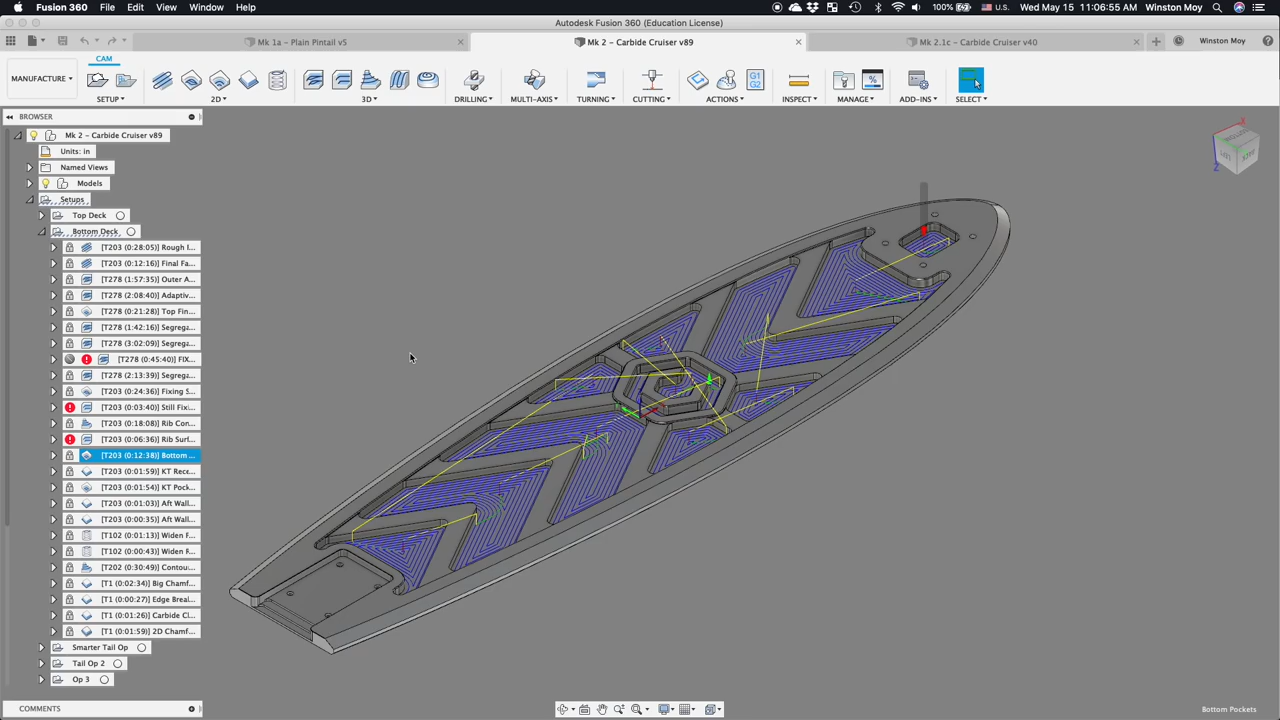 Fusion 360 File Edit View Window Help 100% US Wed May 15 11:06:55 AM Winston Moy
Autodesk Fusion 360 (Education License)
Mk 1a - Plain Pintail v5
Mk 2 - Carbide Cruiser v89
Mk 2.1c - Carbide Cruiser v40
Winston Moy
CAM
MANUFACTURE
G1
G2
SETUP
2D
3D
DRILLING
MULTI-AXIS
TURNING
CUTTING
ACTIONS
INSPECT
MANAGE
ADD-INS
SELECT
BROWSER
Mk 2 - Carbide Cruiser v89
Units: in
Named Views
Models
Setups
Top Deck
Bottom Deck
[T203 (0:28:05)] Rough I...
[T203 (0:12:16)] Final Fa...
[T278 (1:57:35)] Outer A...
[T278 (2:08:40)] Adaptiv...
[T278 (0:21:28)] Top Fin...
[T278 (1:42:16)] Segrega...
[T278 (3:02:09)] Segrega...
[T278 (0:45:40)] FIX...
[T278 (2:13:39)] Segrega...
[T203 (0:24:36)] Fixing S...
[T203 (0:03:40)] Still Fixi...
[T203 (0:18:08)] Rib Con...
[T203 (0:06:36)] Rib Surf...
[T203 (0:12:38)] Bottom ...
[T203 (0:01:59)] KT Rece...
[T203 (0:01:54)] KT Pock...
[T203 (0:01:03)] Aft Wall...
[T203 (0:00:35)] Aft Wall...
[T102 (0:01:13)] Widen F...
[T102 (0:00:43)] Widen F...
[T202 (0:30:49)] Contou...
[T1 (0:02:34)] Big Chamf...
[T1 (0:00:27)] Edge Brea...
[T1 (0:01:26)] Carbide Cl...
[T1 (0:01:59)] 2D Chamf...
Smarter Tail Op
Tail Op 2
Op 3
COMMENTS
X
Z
Bottom Pockets